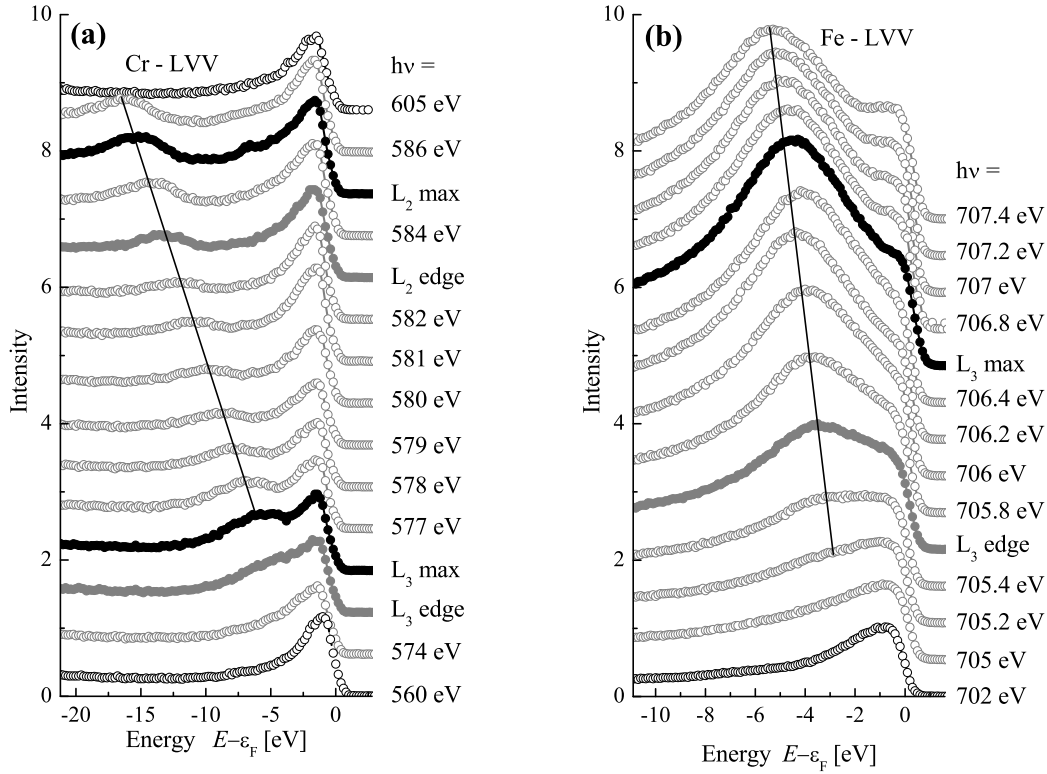 (a)
Cr - LVV
hν =
605 eV
586 eV
L₂ max
584 eV
L₂ edge
582 eV
581 eV
580 eV
579 eV
578 eV
577 eV
L₃ max
L₃ edge
574 eV
560 eV
10
8
6
4
2
0
Intensity
-20 -15 -10 -5 0
Energy E−ε_F [eV]
(b)
Fe - LVV
hν =
707.4 eV
707.2 eV
707 eV
706.8 eV
L₃ max
706.4 eV
706.2 eV
706 eV
705.8 eV
L₃ edge
705.4 eV
705.2 eV
705 eV
702 eV
10
8
6
4
2
0
Intensity
-10 -8 -6 -4 -2 0
Energy E−ε_F [eV]